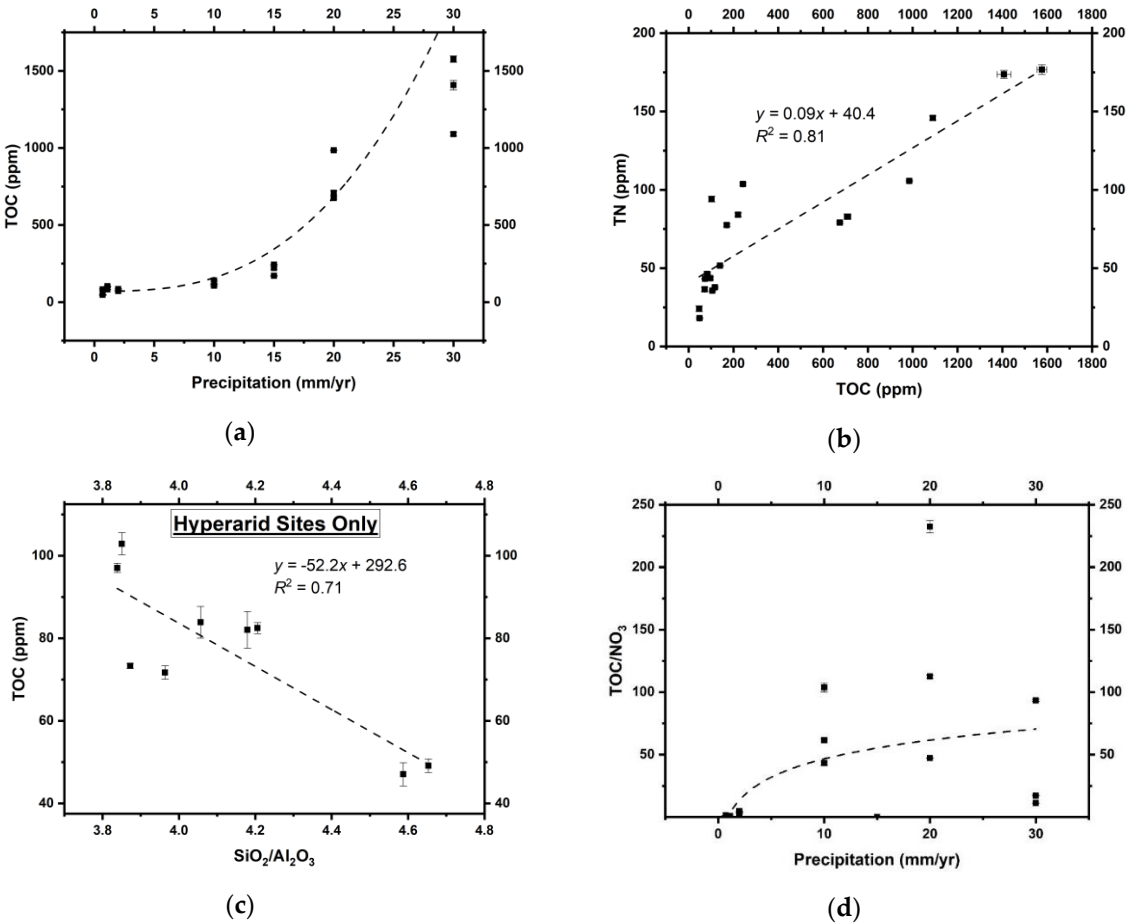 0 5 10 15 20 25 30
1500 1500
1000 1000
500 500
0 0
TOC (ppm)
0 5 10 15 20 25 30
Precipitation (mm/yr)
(a)
0 200 400 600 800 1000 1200 1400 1600 1800
200 200
150 150
y = 0.09x + 40.4
R² = 0.81
100 100
50 50
0 0
TN (ppm)
0 200 400 600 800 1000 1200 1400 1600 1800
TOC (ppm)
(b)
3.8 4.0 4.2 4.4 4.6 4.8
Hyperarid Sites Only
y = -52.2x + 292.6
R² = 0.71
100 100
80 80
60 60
40 40
TOC (ppm)
3.8 4.0 4.2 4.4 4.6 4.8
SiO₂/Al₂O₃
(c)
0 10 20 30
250 250
200 200
150 150
100 100
50 50
TOC/NO₃
0 10 20 30
Precipitation (mm/yr)
(d)